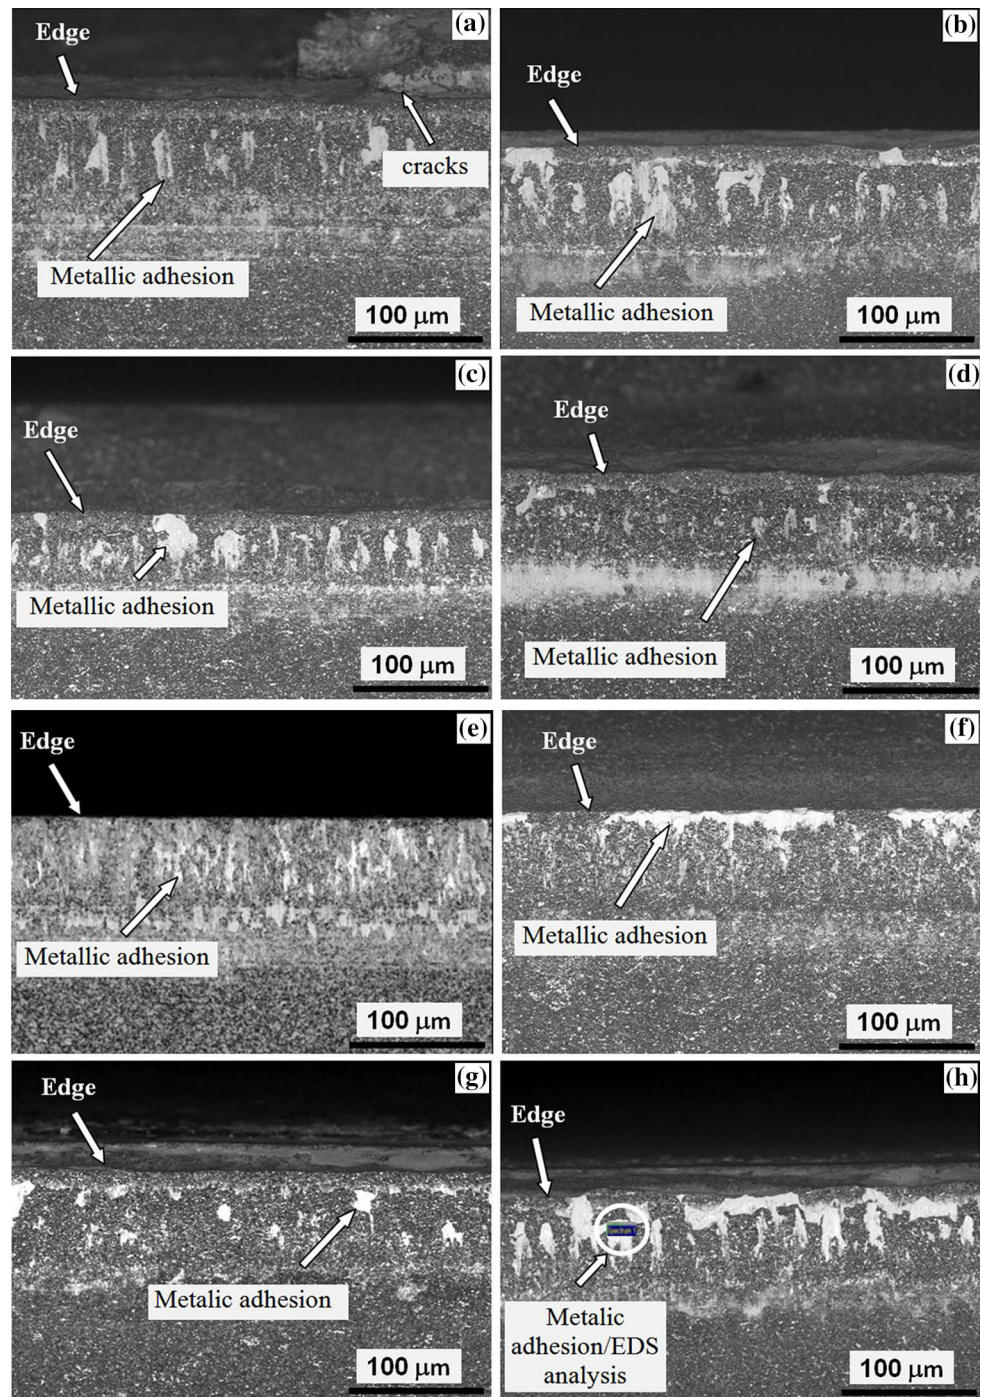 Edge
(a)
cracks
Metallic adhesion
100 μm
(b)
Edge
Metallic adhesion
100 μm
(c)
Edge
Metallic adhesion
100 μm
(d)
Edge
Metallic adhesion
100 μm
(e)
Edge
Metallic adhesion
100 μm
(f)
Edge
Metallic adhesion
100 μm
(g)
Edge
Metalic adhesion
100 μm
(h)
Edge
Spectrum 1
Metalic
adhesion/EDS
analysis
100 μm